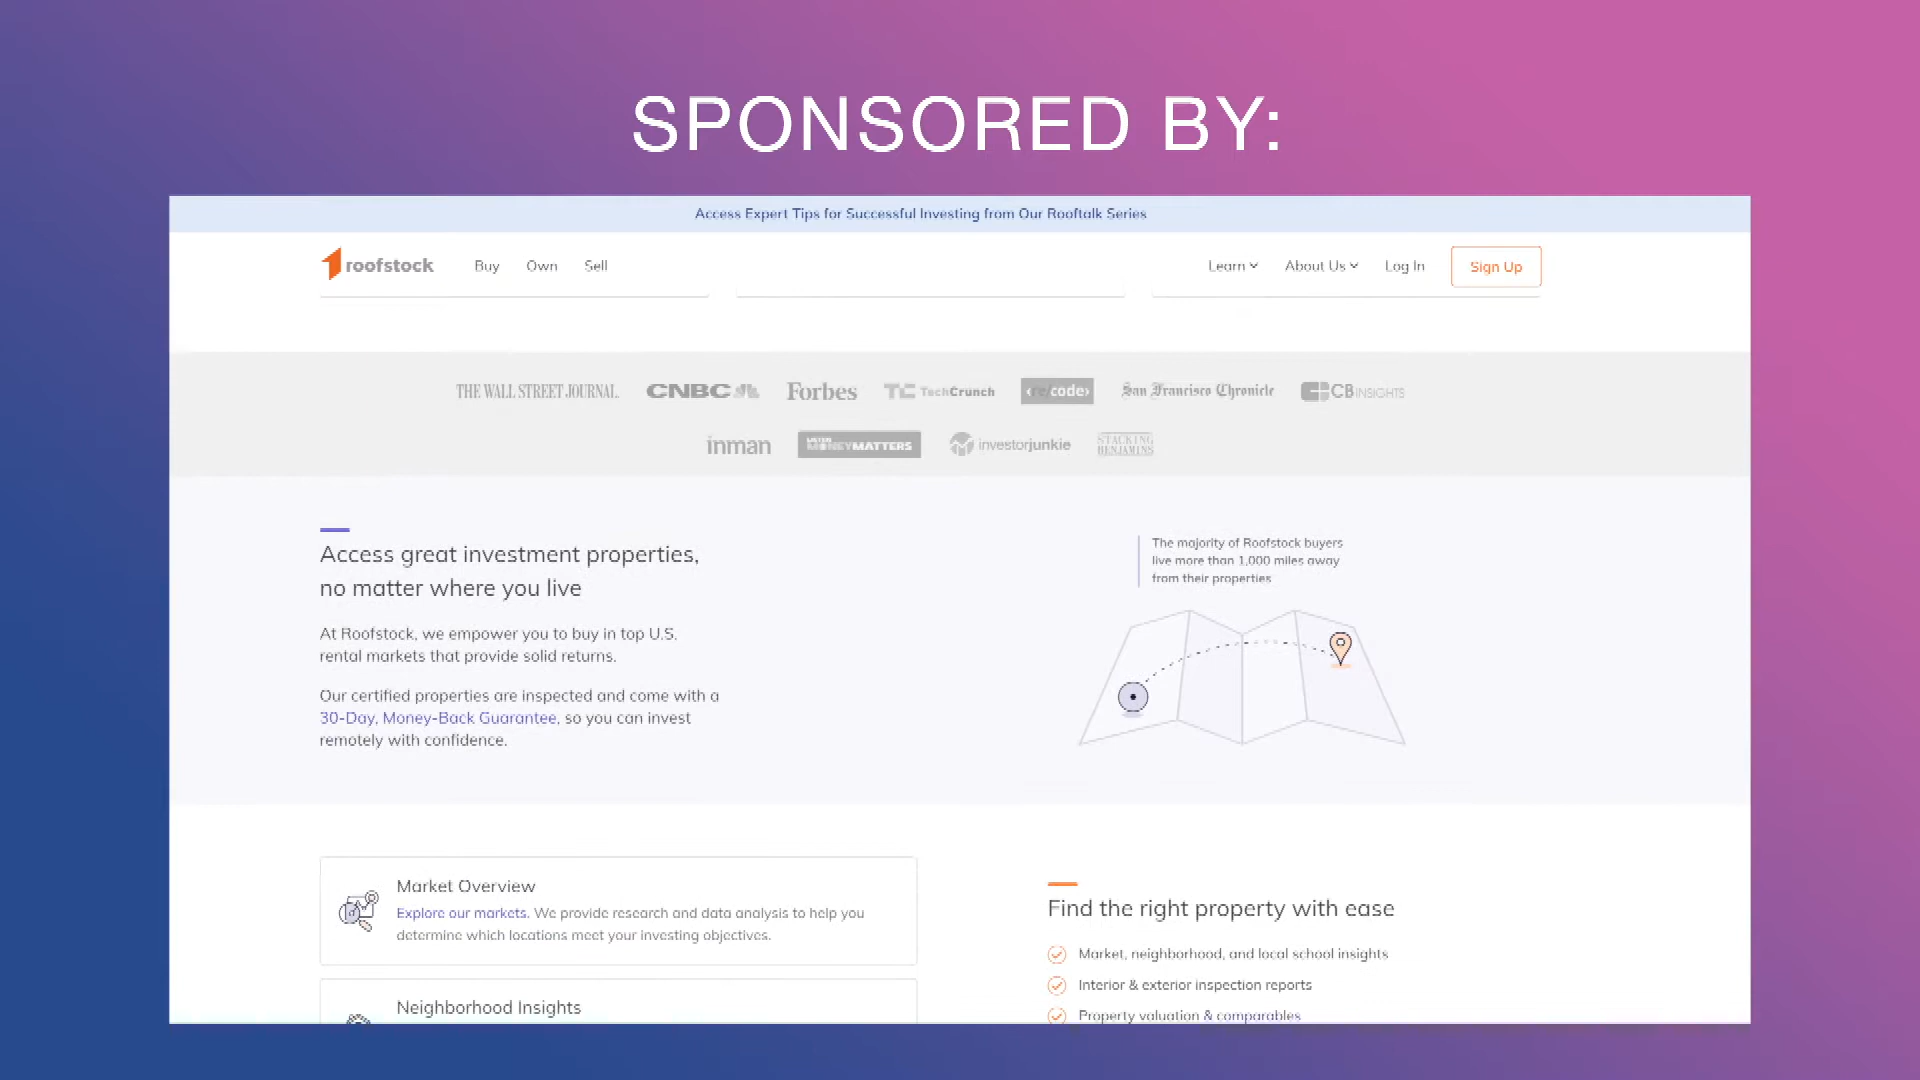 SPONSORED BY:
Access Expert Tips for Successful Investing from Our Rooftalk Series
roofstock Buy Own Sell Learn About Us Log In Sign Up
THE WALL STREET JOURNAL. CNBC Forbes TC TechCrunch <re/code> San Francisco Chronicle CB INSIGHTS
inman LISTEN MONEY MATTERS investorjunkie STACKING BENJAMINS
Access great investment properties,
no matter where you live
At Roofstock, we empower you to buy in top U.S.
rental markets that provide solid returns.
Our certified properties are inspected and come with a
30-Day, Money-Back Guarantee, so you can invest
remotely with confidence.
The majority of Roofstock buyers
live more than 1,000 miles away
from their properties
Market Overview
Explore our markets. We provide research and data analysis to help you
determine which locations meet your investing objectives.
Neighborhood Insights
Find the right property with ease
Market, neighborhood, and local school insights
Interior & exterior inspection reports
Property valuation & comparables